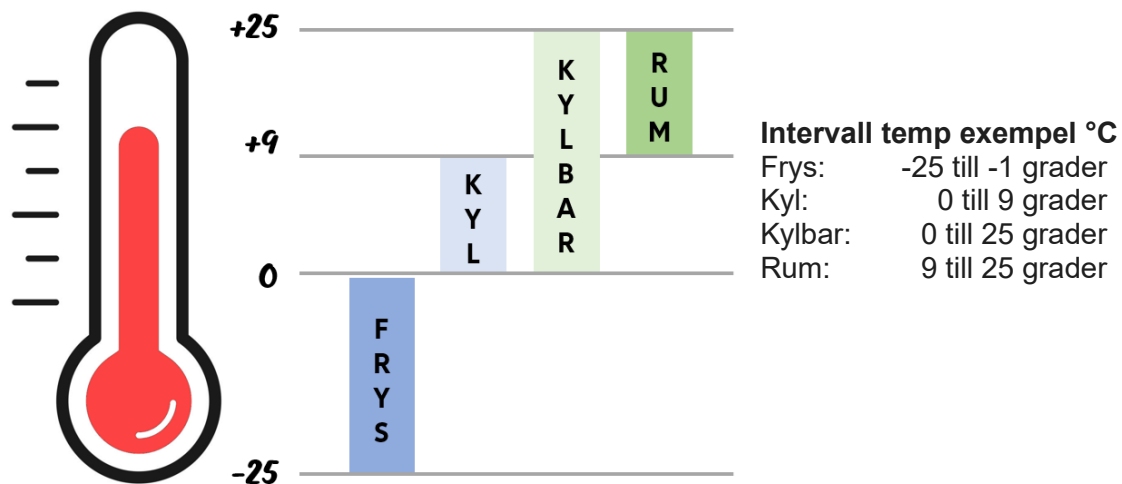 +25
+9
0
-25
FRYS
KYL
KYLBAR
RUM
Intervall temp exempel °C
Frys: -25 till -1 grader
Kyl: 0 till 9 grader
Kylbar: 0 till 25 grader
Rum: 9 till 25 grader